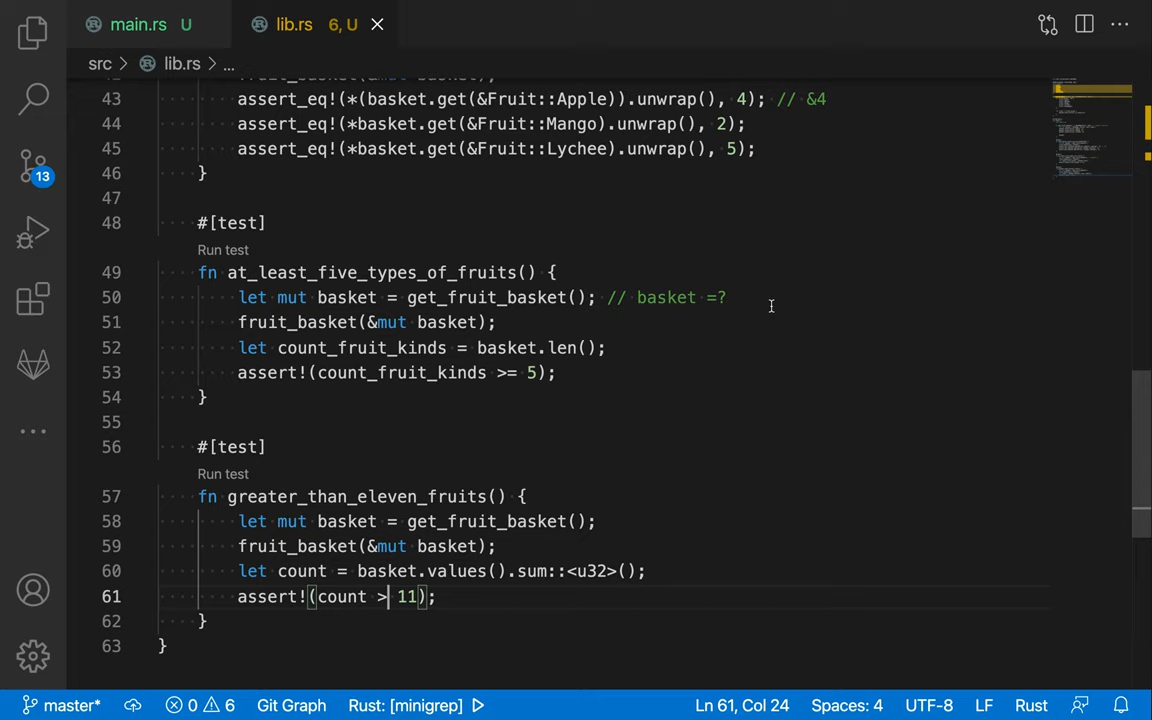 main.rs U
lib.rs 6, U
src > lib.rs > ...
43 assert_eq!(*(basket.get(&Fruit::Apple)).unwrap(), 4); // &4
44 assert_eq!(*basket.get(&Fruit::Mango).unwrap(), 2);
45 assert_eq!(*basket.get(&Fruit::Lychee).unwrap(), 5);
46 }
47
48 #[test]
Run test
49 fn at_least_five_types_of_fruits() {
50 let mut basket = get_fruit_basket(); // basket =?
51 fruit_basket(&mut basket);
52 let count_fruit_kinds = basket.len();
53 assert!(count_fruit_kinds >= 5);
54 }
55
56 #[test]
Run test
57 fn greater_than_eleven_fruits() {
58 let mut basket = get_fruit_basket();
59 fruit_basket(&mut basket);
60 let count = basket.values().sum::<u32>();
61 assert!(count > 11);
62 }
63 }
13
master* 0 6 Git Graph Rust: [minigrep] Ln 61, Col 24 Spaces: 4 UTF-8 LF Rust